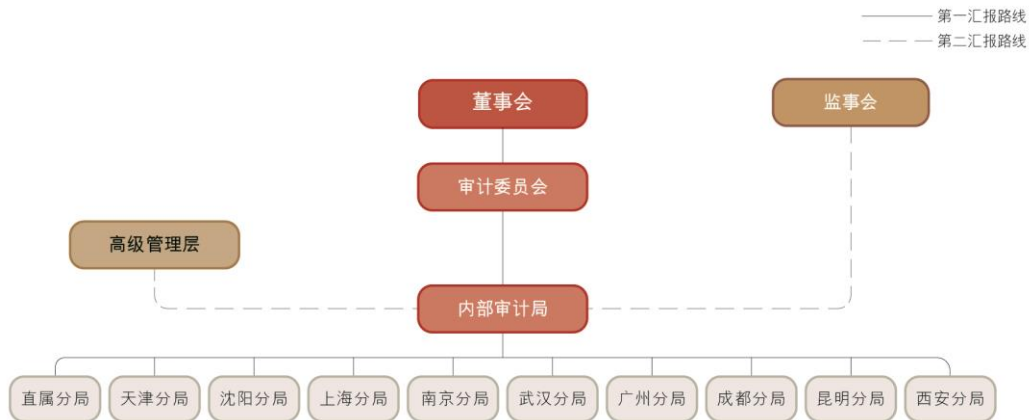 第一汇报路线
第二汇报路线
董事会
监事会
审计委员会
高级管理层
内部审计局
直属分局
天津分局
沈阳分局
上海分局
南京分局
武汉分局
广州分局
成都分局
昆明分局
西安分局